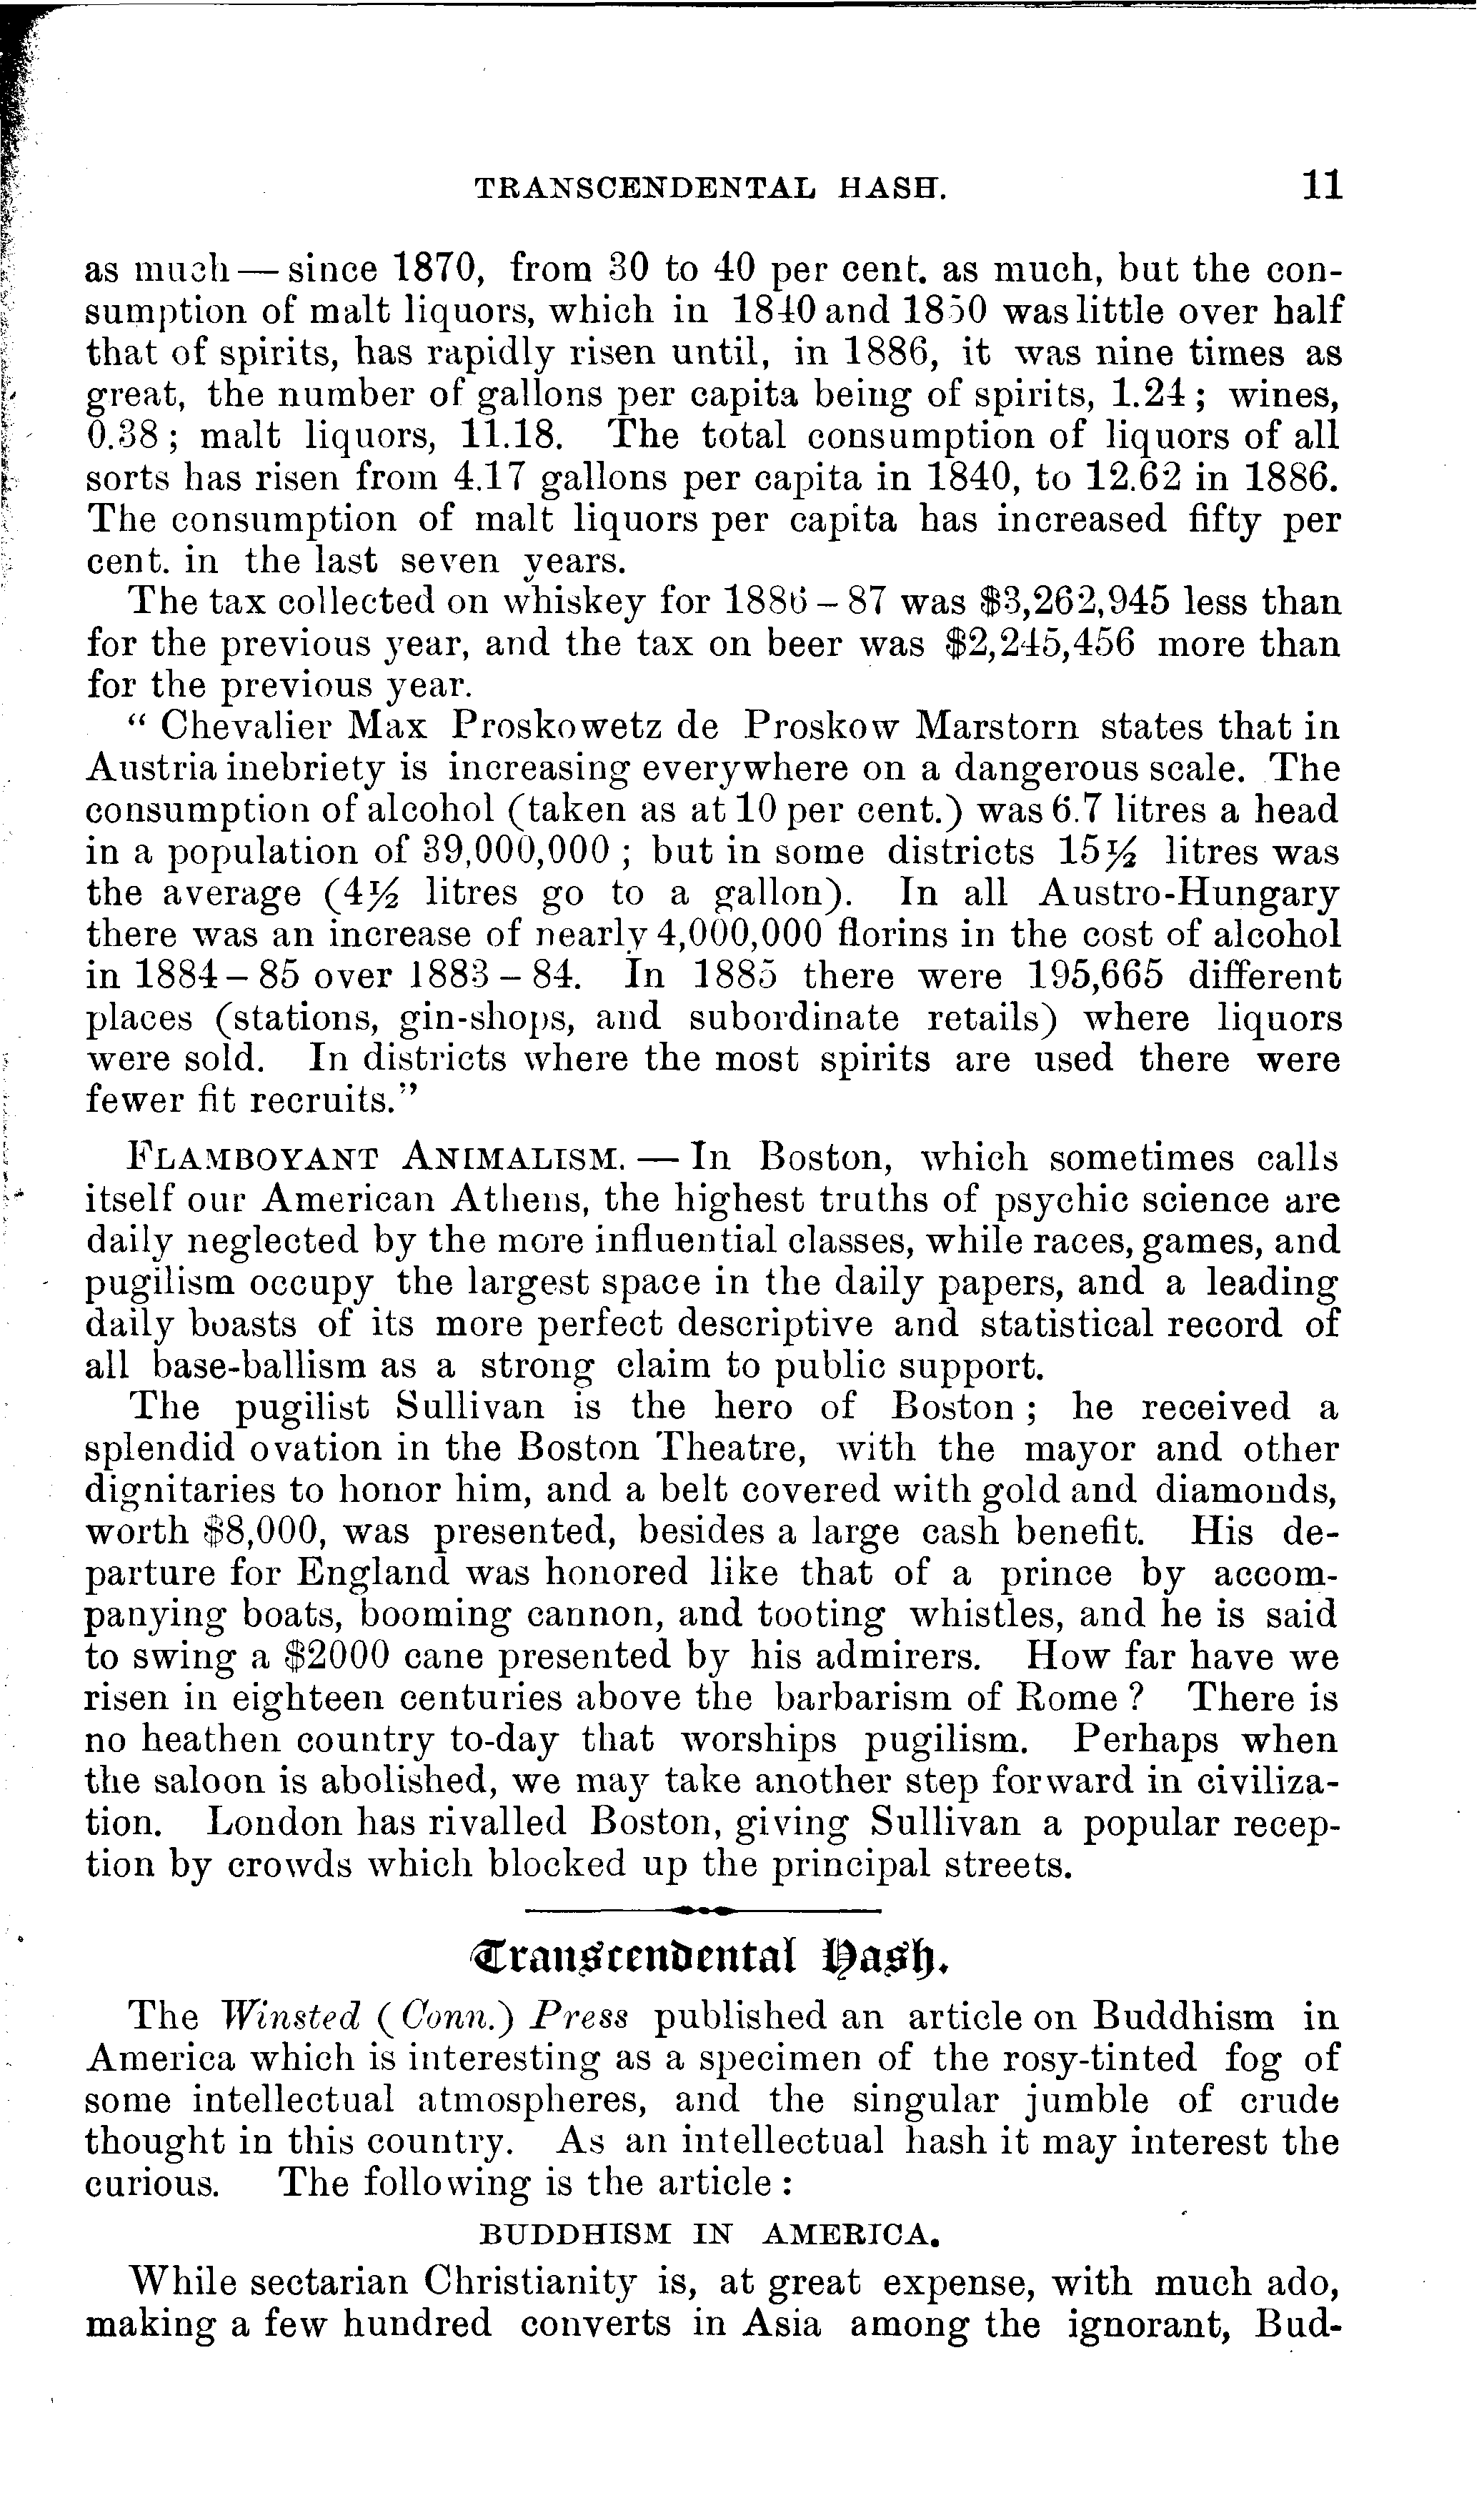 TRANSCENDENTAL HASH. 11
as much — since 1870, from 30 to 40 per cent. as much, but the con-
sumption of malt liquors, which in 1840 and 1850 was little over half
that of spirits, has rapidly risen until, in 1886, it was nine times as
great, the number of gallons per capita being of spirits, 1.24; wines,
0.38; malt liquors, 11.18. The total consumption of liquors of all
sorts has risen from 4.17 gallons per capita in 1840, to 12.62 in 1886.
The consumption of malt liquors per capita has increased fifty per
cent. in the last seven years.
The tax collected on whiskey for 1886 – 87 was $3,262,945 less than
for the previous year, and the tax on beer was $2,245,456 more than
for the previous year.
“ Chevalier Max Proskowetz de Proskow Marstorn states that in
Austria inebriety is increasing everywhere on a dangerous scale. The
consumption of alcohol (taken as at 10 per cent.) was 6.7 litres a head
in a population of 39,000,000 ; but in some districts 15½ litres was
the average (4½ litres go to a gallon). In all Austro-Hungary
there was an increase of nearly 4,000,000 florins in the cost of alcohol
in 1884 – 85 over 1883 – 84. In 1885 there were 195,665 different
places (stations, gin-shops, and subordinate retails) where liquors
were sold. In districts where the most spirits are used there were
fewer fit recruits.”
FLAMBOYANT ANIMALISM. — In Boston, which sometimes calls
itself our American Athens, the highest truths of psychic science are
daily neglected by the more influential classes, while races, games, and
pugilism occupy the largest space in the daily papers, and a leading
daily boasts of its more perfect descriptive and statistical record of
all base-ballism as a strong claim to public support.
The pugilist Sullivan is the hero of Boston ; he received a
splendid ovation in the Boston Theatre, with the mayor and other
dignitaries to honor him, and a belt covered with gold and diamonds,
worth $8,000, was presented, besides a large cash benefit. His de-
parture for England was honored like that of a prince by accom-
panying boats, booming cannon, and tooting whistles, and he is said
to swing a $2000 cane presented by his admirers. How far have we
risen in eighteen centuries above the barbarism of Rome ? There is
no heathen country to-day that worships pugilism. Perhaps when
the saloon is abolished, we may take another step forward in civiliza-
tion. London has rivalled Boston, giving Sullivan a popular recep-
tion by crowds which blocked up the principal streets.
Transcendental Hash.
The Winsted (Conn.) Press published an article on Buddhism in
America which is interesting as a specimen of the rosy-tinted fog of
some intellectual atmospheres, and the singular jumble of crude
thought in this country. As an intellectual hash it may interest the
curious. The following is the article :
BUDDHISM IN AMERICA.
While sectarian Christianity is, at great expense, with much ado,
making a few hundred converts in Asia among the ignorant, Bud-